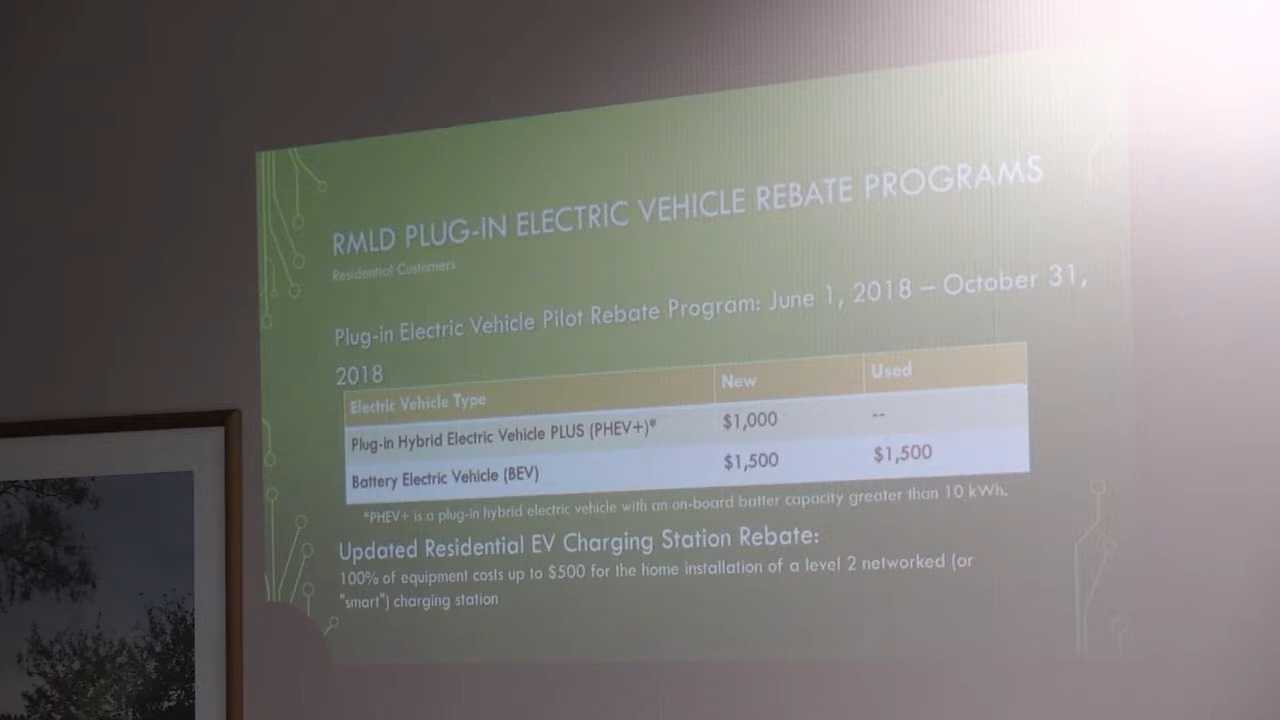 RMLD PLUG-IN ELECTRIC VEHICLE REBATE PROGRAMS
Residential Customers
Plug-in Electric Vehicle Pilot Rebate Program: June 1, 2018 – October 31,
2018
Electric Vehicle Type New Used
Plug-in Hybrid Electric Vehicle PLUS (PHEV+)* $1,000 --
Battery Electric Vehicle (BEV) $1,500 $1,500
*PHEV+ is a plug-in hybrid electric vehicle with an on-board batter capacity greater than 10 kWh.
Updated Residential EV Charging Station Rebate:
100% of equipment costs up to $500 for the home installation of a level 2 networked (or
"smart") charging station